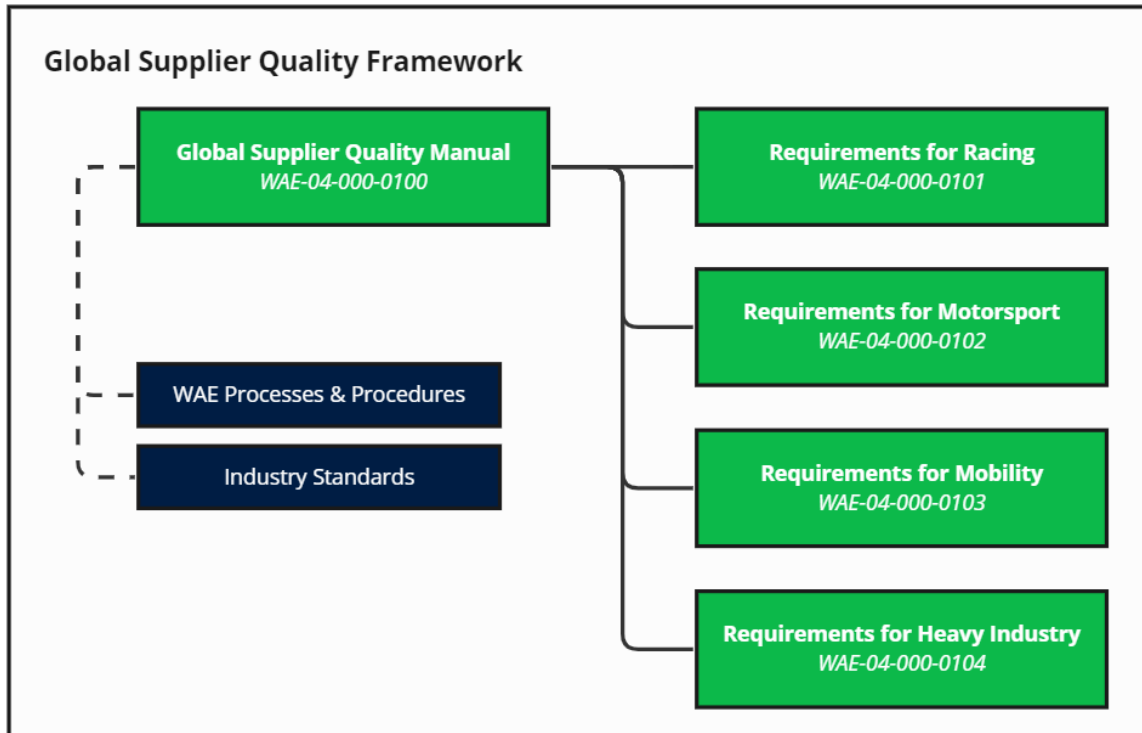 Global Supplier Quality Framework
Global Supplier Quality Manual
WAE-04-000-0100
WAE Processes & Procedures
Industry Standards
Requirements for Racing
WAE-04-000-0101
Requirements for Motorsport
WAE-04-000-0102
Requirements for Mobility
WAE-04-000-0103
Requirements for Heavy Industry
WAE-04-000-0104